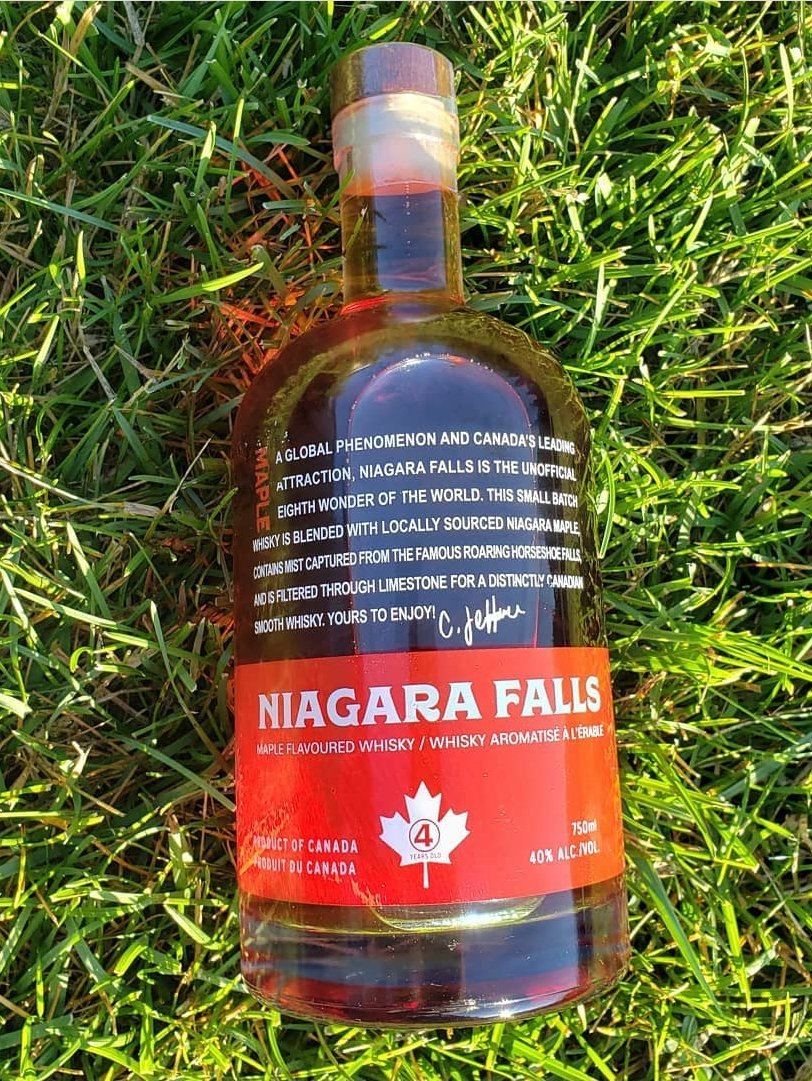 MAPLE
A GLOBAL PHENOMENON AND CANADA'S LEADING
ATTRACTION, NIAGARA FALLS IS THE UNOFFICIAL
EIGHTH WONDER OF THE WORLD. THIS SMALL BATCH
WHISKY IS BLENDED WITH LOCALLY SOURCED NIAGARA MAPLE,
CONTAINS MIST CAPTURED FROM THE FAMOUS ROARING HORSESHOE FALLS,
AND IS FILTERED THROUGH LIMESTONE FOR A DISTINCTLY CANADIAN
SMOOTH WHISKY. YOURS TO ENJOY!
NIAGARA FALLS
MAPLE FLAVOURED WHISKY / WHISKY AROMATISÉ À L'ÉRABLE
PRODUCT OF CANADA
PRODUIT DU CANADA
4
YEARS OLD
750ml
40% ALC./VOL.